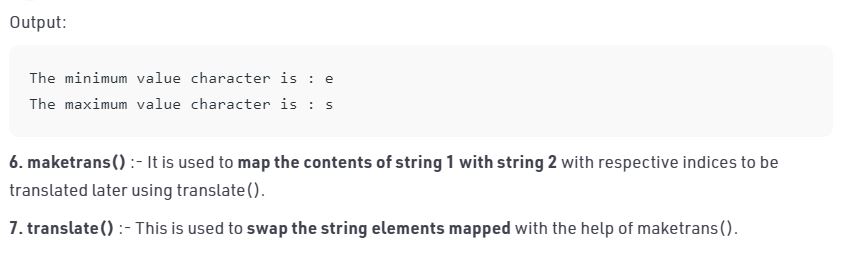 Output:
The minimum value character is : e
The maximum value character is : s
6. maketrans() :- It is used to map the contents of string 1 with string 2 with respective indices to be
translated later using translate().
7. translate() :- This is used to swap the string elements mapped with the help of maketrans().